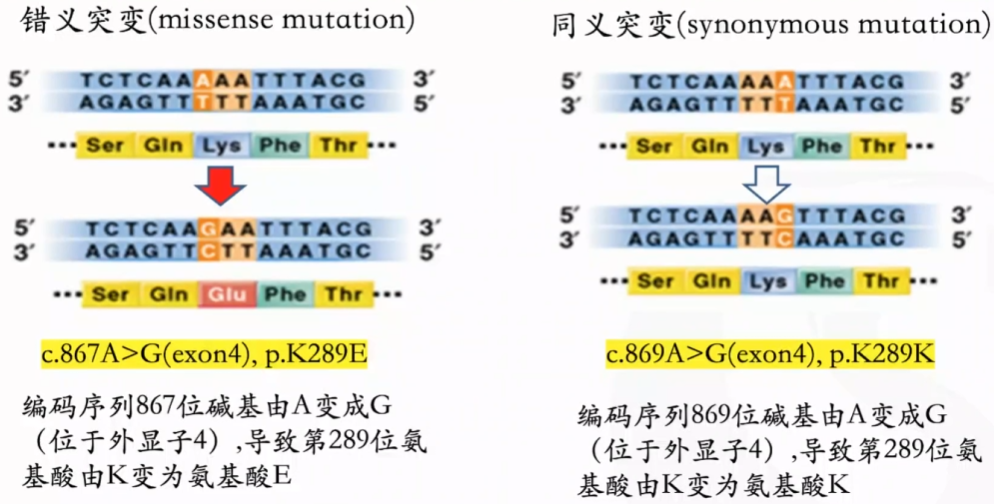 错义突变(missense mutation)
5′ TCTCAAAAATTTACG 3′
3′ AGAGTTTTTAAATGC 5′
Ser Gln Lys Phe Thr
5′ TCTCAAGAATTTACG 3′
3′ AGAGTTCTTAAATGC 5′
Ser Gln Glu Phe Thr
c.867A>G(exon4), p.K289E
编码序列867位碱基由A变成G
（位于外显子4）,导致第289位氨
基酸由K变为氨基酸E
同义突变(synonymous mutation)
5′ TCTCAAAAATTTACG 3′
3′ AGAGTTTTTAAATGC 5′
Ser Gln Lys Phe Thr
5′ TCTCAAAAGTTTACG 3′
3′ AGAGTTTTCAAATGC 5′
Ser Gln Lys Phe Thr
c.869A>G(exon4), p.K289K
编码序列869位碱基由A变成G
（位于外显子4）,导致第289位氨
基酸由K变为氨基酸K